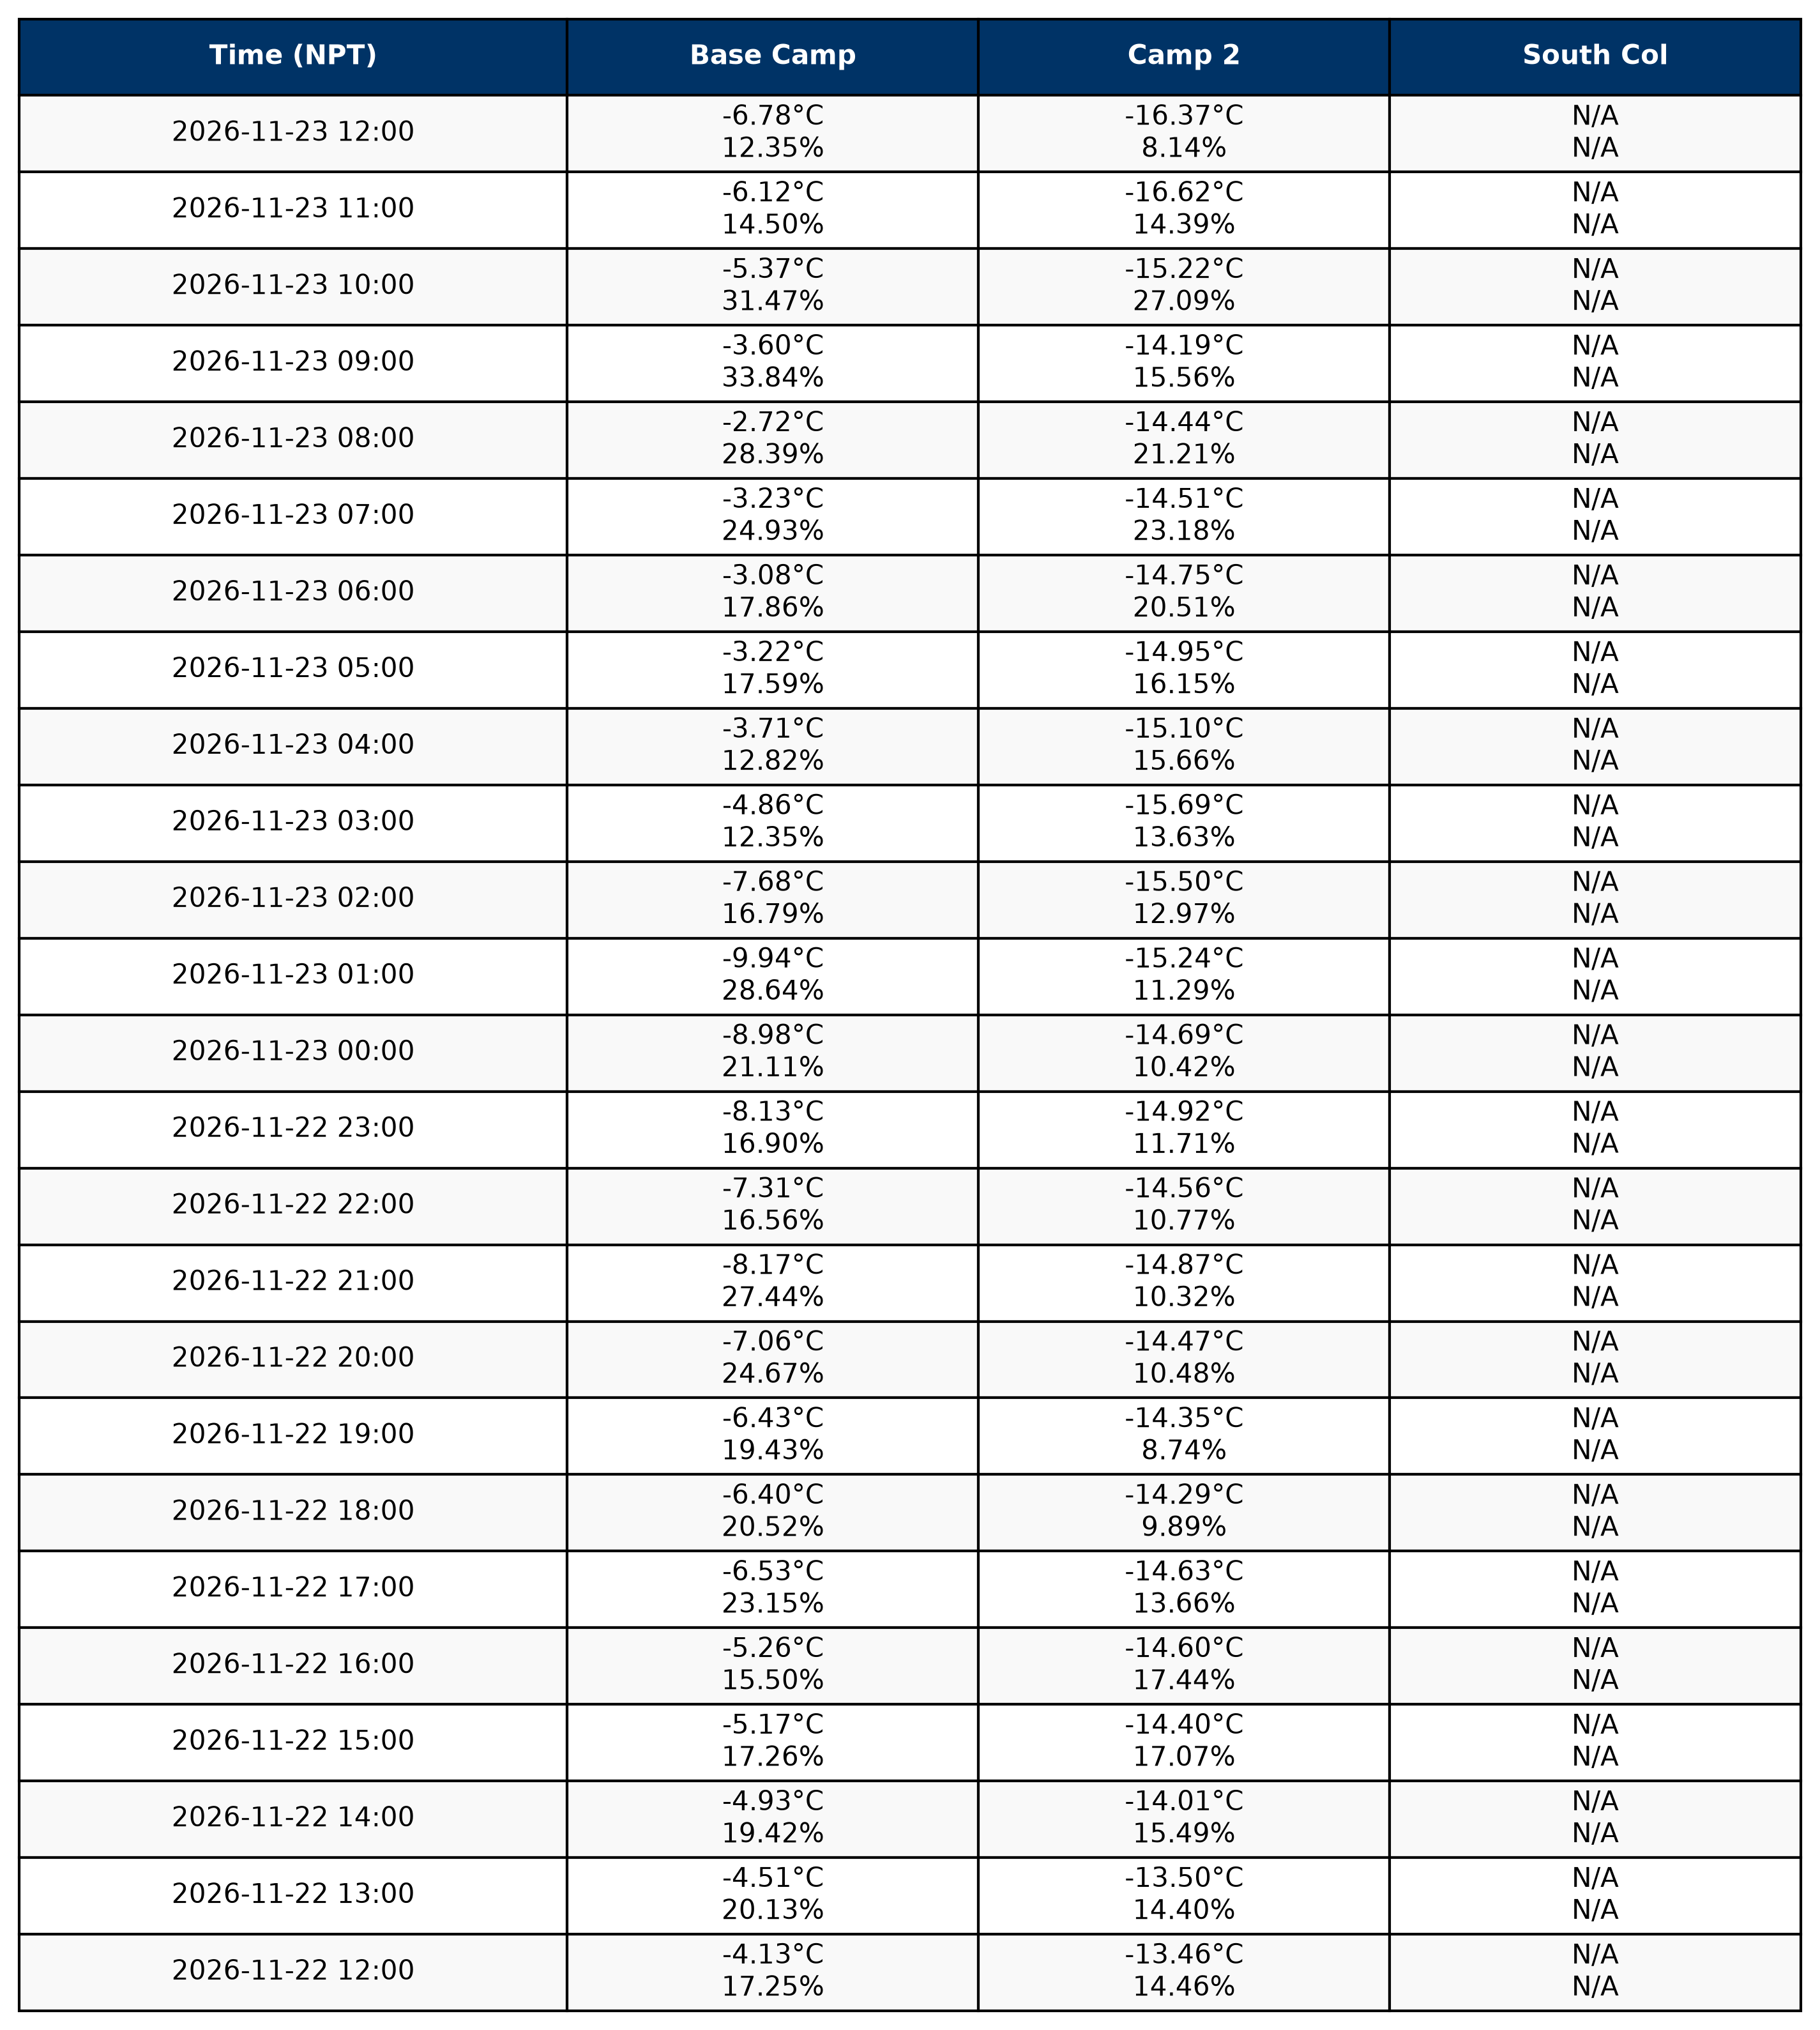 Time (NPT) Base Camp Camp 2 South Col
2026-11-23 12:00 -6.78°C -16.37°C N/A
12.35% 8.14% N/A
2026-11-23 11:00 -6.12°C -16.62°C N/A
14.50% 14.39% N/A
2026-11-23 10:00 -5.37°C -15.22°C N/A
31.47% 27.09% N/A
2026-11-23 09:00 -3.60°C -14.19°C N/A
33.84% 15.56% N/A
2026-11-23 08:00 -2.72°C -14.44°C N/A
28.39% 21.21% N/A
2026-11-23 07:00 -3.23°C -14.51°C N/A
24.93% 23.18% N/A
2026-11-23 06:00 -3.08°C -14.75°C N/A
17.86% 20.51% N/A
2026-11-23 05:00 -3.22°C -14.95°C N/A
17.59% 16.15% N/A
2026-11-23 04:00 -3.71°C -15.10°C N/A
12.82% 15.66% N/A
2026-11-23 03:00 -4.86°C -15.69°C N/A
12.35% 13.63% N/A
2026-11-23 02:00 -7.68°C -15.50°C N/A
16.79% 12.97% N/A
2026-11-23 01:00 -9.94°C -15.24°C N/A
28.64% 11.29% N/A
2026-11-23 00:00 -8.98°C -14.69°C N/A
21.11% 10.42% N/A
2026-11-22 23:00 -8.13°C -14.92°C N/A
16.90% 11.71% N/A
2026-11-22 22:00 -7.31°C -14.56°C N/A
16.56% 10.77% N/A
2026-11-22 21:00 -8.17°C -14.87°C N/A
27.44% 10.32% N/A
2026-11-22 20:00 -7.06°C -14.47°C N/A
24.67% 10.48% N/A
2026-11-22 19:00 -6.43°C -14.35°C N/A
19.43% 8.74% N/A
2026-11-22 18:00 -6.40°C -14.29°C N/A
20.52% 9.89% N/A
2026-11-22 17:00 -6.53°C -14.63°C N/A
23.15% 13.66% N/A
2026-11-22 16:00 -5.26°C -14.60°C N/A
15.50% 17.44% N/A
2026-11-22 15:00 -5.17°C -14.40°C N/A
17.26% 17.07% N/A
2026-11-22 14:00 -4.93°C -14.01°C N/A
19.42% 15.49% N/A
2026-11-22 13:00 -4.51°C -13.50°C N/A
20.13% 14.40% N/A
2026-11-22 12:00 -4.13°C -13.46°C N/A
17.25% 14.46% N/A